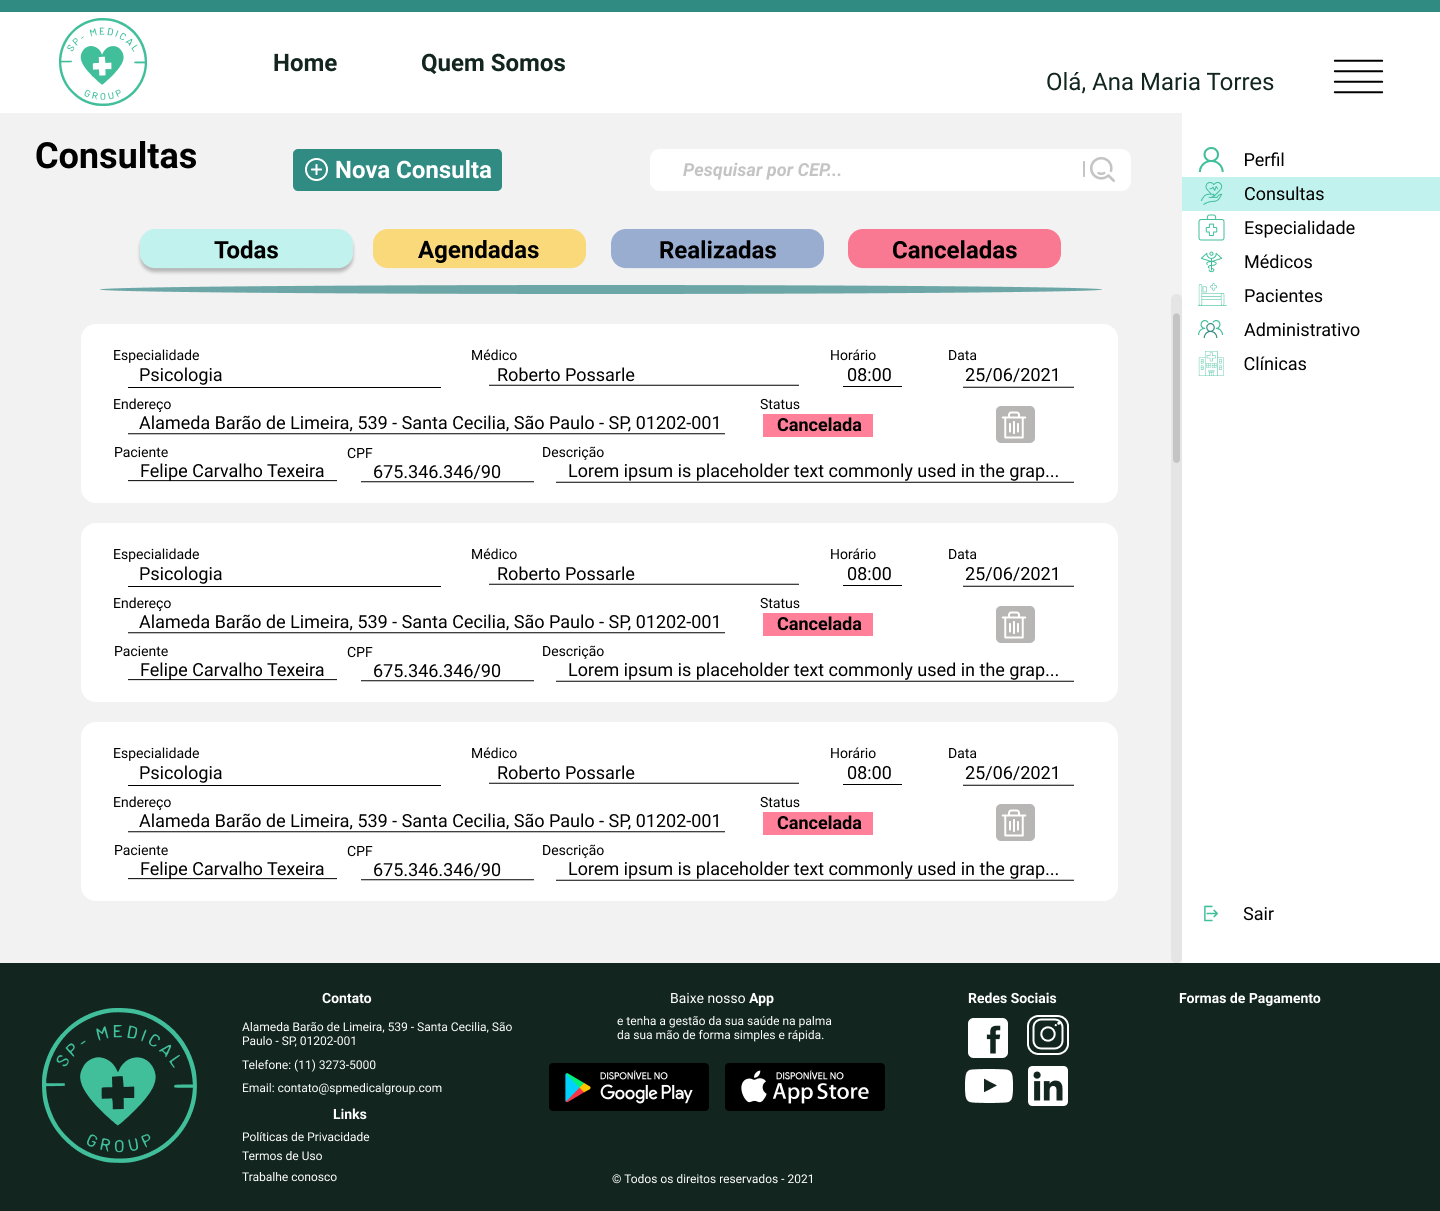 SP- MEDICAL
GROUP
Home
Quem Somos
Olá, Ana Maria Torres
Consultas
Nova Consulta
Pesquisar por CEP...
Todas
Agendadas
Realizadas
Canceladas
Perfil
Consultas
Especialidade
Médicos
Pacientes
Administrativo
Clínicas
Sair
Especialidade
Médico
Horário
Data
Psicologia
Roberto Possarle
08:00
25/06/2021
Endereço
Status
Alameda Barão de Limeira, 539 - Santa Cecilia, São Paulo - SP, 01202-001
Cancelada
Paciente
CPF
Descrição
Felipe Carvalho Texeira
675.346.346/90
Lorem ipsum is placeholder text commonly used in the grap...
Especialidade
Médico
Horário
Data
Psicologia
Roberto Possarle
08:00
25/06/2021
Endereço
Status
Alameda Barão de Limeira, 539 - Santa Cecilia, São Paulo - SP, 01202-001
Cancelada
Paciente
CPF
Descrição
Felipe Carvalho Texeira
675.346.346/90
Lorem ipsum is placeholder text commonly used in the grap...
Especialidade
Médico
Horário
Data
Psicologia
Roberto Possarle
08:00
25/06/2021
Endereço
Status
Alameda Barão de Limeira, 539 - Santa Cecilia, São Paulo - SP, 01202-001
Cancelada
Paciente
CPF
Descrição
Felipe Carvalho Texeira
675.346.346/90
Lorem ipsum is placeholder text commonly used in the grap...
SP- MEDICAL
GROUP
Contato
Alameda Barão de Limeira, 539 - Santa Cecilia, São
Paulo - SP, 01202-001
Telefone: (11) 3273-5000
Email: contato@spmedicalgroup.com
Links
Políticas de Privacidade
Termos de Uso
Trabalhe conosco
Baixe nosso App
e tenha a gestão da sua saúde na palma
da sua mão de forma simples e rápida.
DISPONÍVEL NO
Google Play
DISPONÍVEL NO
App Store
© Todos os direitos reservados - 2021
Redes Sociais
f
in
Formas de Pagamento